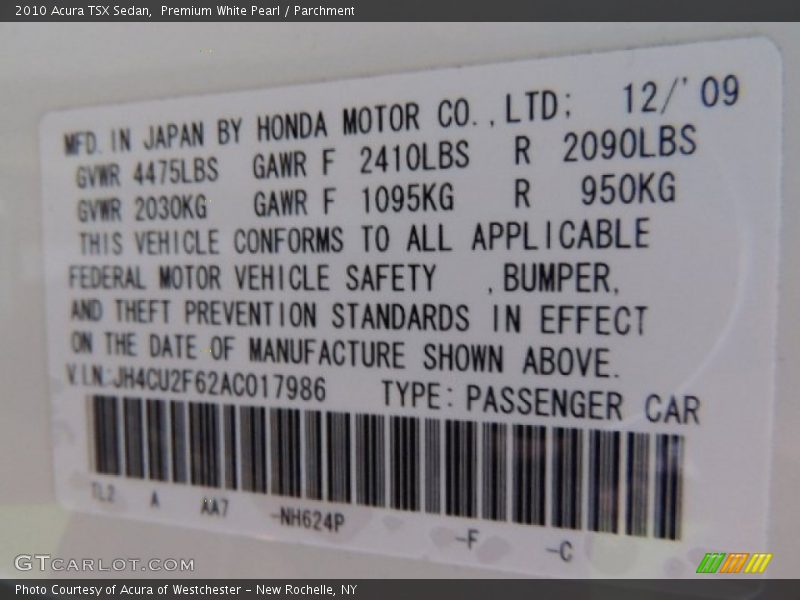 2010 Acura TSX Sedan,  Premium White Pearl / Parchment
MFD. IN JAPAN BY HONDA MOTOR CO.,LTD; 12/'09
GVWR 4475LBS GAWR F 2410LBS R 2090LBS
GVWR 2030KG GAWR F 1095KG R 950KG
THIS VEHICLE CONFORMS TO ALL APPLICABLE
FEDERAL MOTOR VEHICLE SAFETY ,BUMPER,
AND THEFT PREVENTION STANDARDS IN EFFECT
ON THE DATE OF MANUFACTURE SHOWN ABOVE.
V.I.N:JH4CU2F62AC017986 TYPE: PASSENGER CAR
TL2 A AA7 -NH624P -F -C
GTCARLOT.COM
Photo Courtesy of Acura of Westchester - New Rochelle, NY